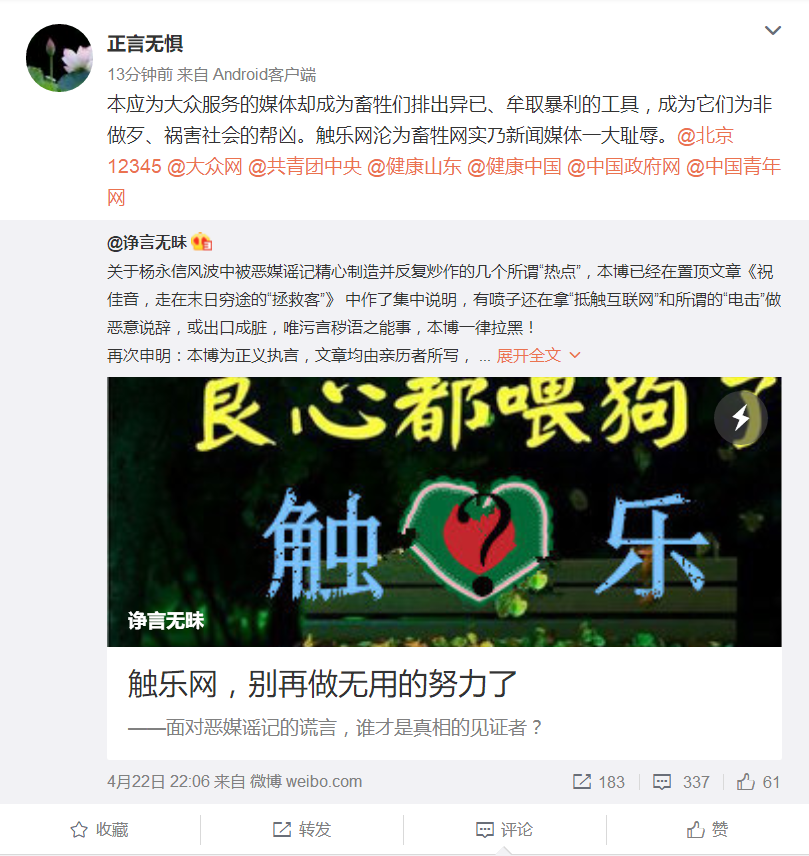 正言无惧
13分钟前 来自 Android客户端
本应为大众服务的媒体却成为畜牲们排出异已、牟取暴利的工具，成为它们为非
做歹、祸害社会的帮凶。触乐网沦为畜牲网实乃新闻媒体一大耻辱。@北京
12345 @大众网 @共青团中央 @健康山东 @健康中国 @中国政府网 @中国青年
网
@诤言无昧
关于杨永信风波中被恶媒谣记精心制造并反复炒作的几个所谓“热点”，本博已经在置顶文章《祝
佳音，走在末日穷途的“拯救客”》 中作了集中说明，有喷子还在拿“抵触互联网”和所谓的“电击”做
恶意说辞，或出口成脏，唯污言秽语之能事，本博一律拉黑！
再次申明：本博为正义执言，文章均由亲历者所写， ... 展开全文
良心都喂狗了
触 ? 乐
诤言无昧
触乐网，别再做无用的努力了
——面对恶媒谣记的谎言，谁才是真相的见证者？
4月22日 22:06 来自 微博 weibo.com 183 337 61
收藏 转发 评论 赞